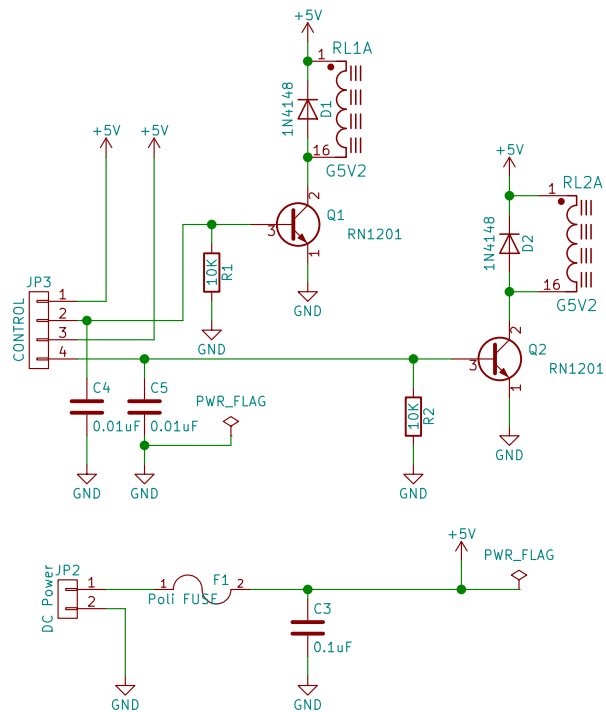 +5V
RL1A
1
1N4148
D1
16
G5V2
+5V
+5V
+5V
RL2A
1
2
Q1
3
RN1201
1
1N4148
D2
10K
R1
JP3
CONTROL
1
2
3
4
16
G5V2
GND
GND
2
Q2
3
RN1201
1
C4
0.01uF
C5
0.01uF
PWR_FLAG
10K
R2
GND
GND
GND
GND
+5V
PWR_FLAG
JP2
DC Power
1
2
1
F1
2
Poli FUSE
C3
0.1uF
GND
GND